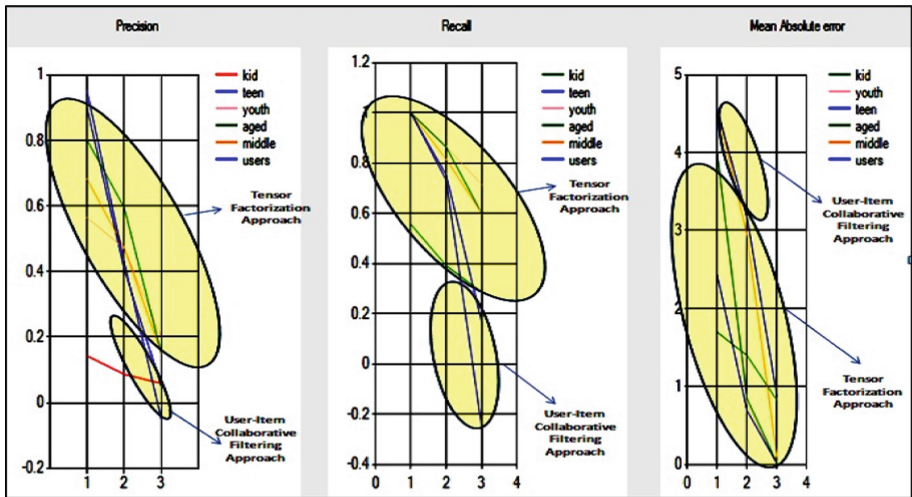 Precision
Recall
Mean Absolute error
1
0.8
0.6
0.4
0.2
0
-0.2
1 2 3
kid
teen
youth
aged
middle
users
Tensor
Factorization
Approach
User-Item
Collaborative
Filtering
Approach
1.2
1
0.8
0.6
0.4
0.2
0
-0.2
-0.4
0 1 2 3 4
kid
teen
youth
aged
middle
users
Tensor
Factorization
Approach
User-Item
Collaborative
Filtering
Approach
5
4
3
2
1
0
0 1 2 3 4
kid
youth
teen
aged
middle
users
User-Item
Collaborative
Filtering
Approach
Tensor
Factorization
Approach